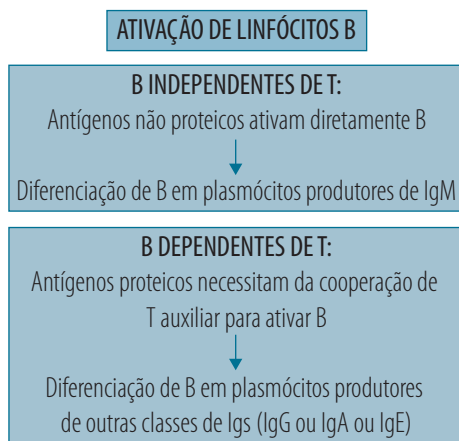 ATIVAÇÃO DE LINFÓCITOS B
B INDEPENDENTES DE T:
Antígenos não proteicos ativam diretamente B
Diferenciação de B em plasmócitos produtores de IgM
B DEPENDENTES DE T:
Antígenos proteicos necessitam da cooperação de
T auxiliar para ativar B
Diferenciação de B em plasmócitos produtores
de outras classes de Igs (IgG ou IgA ou IgE)